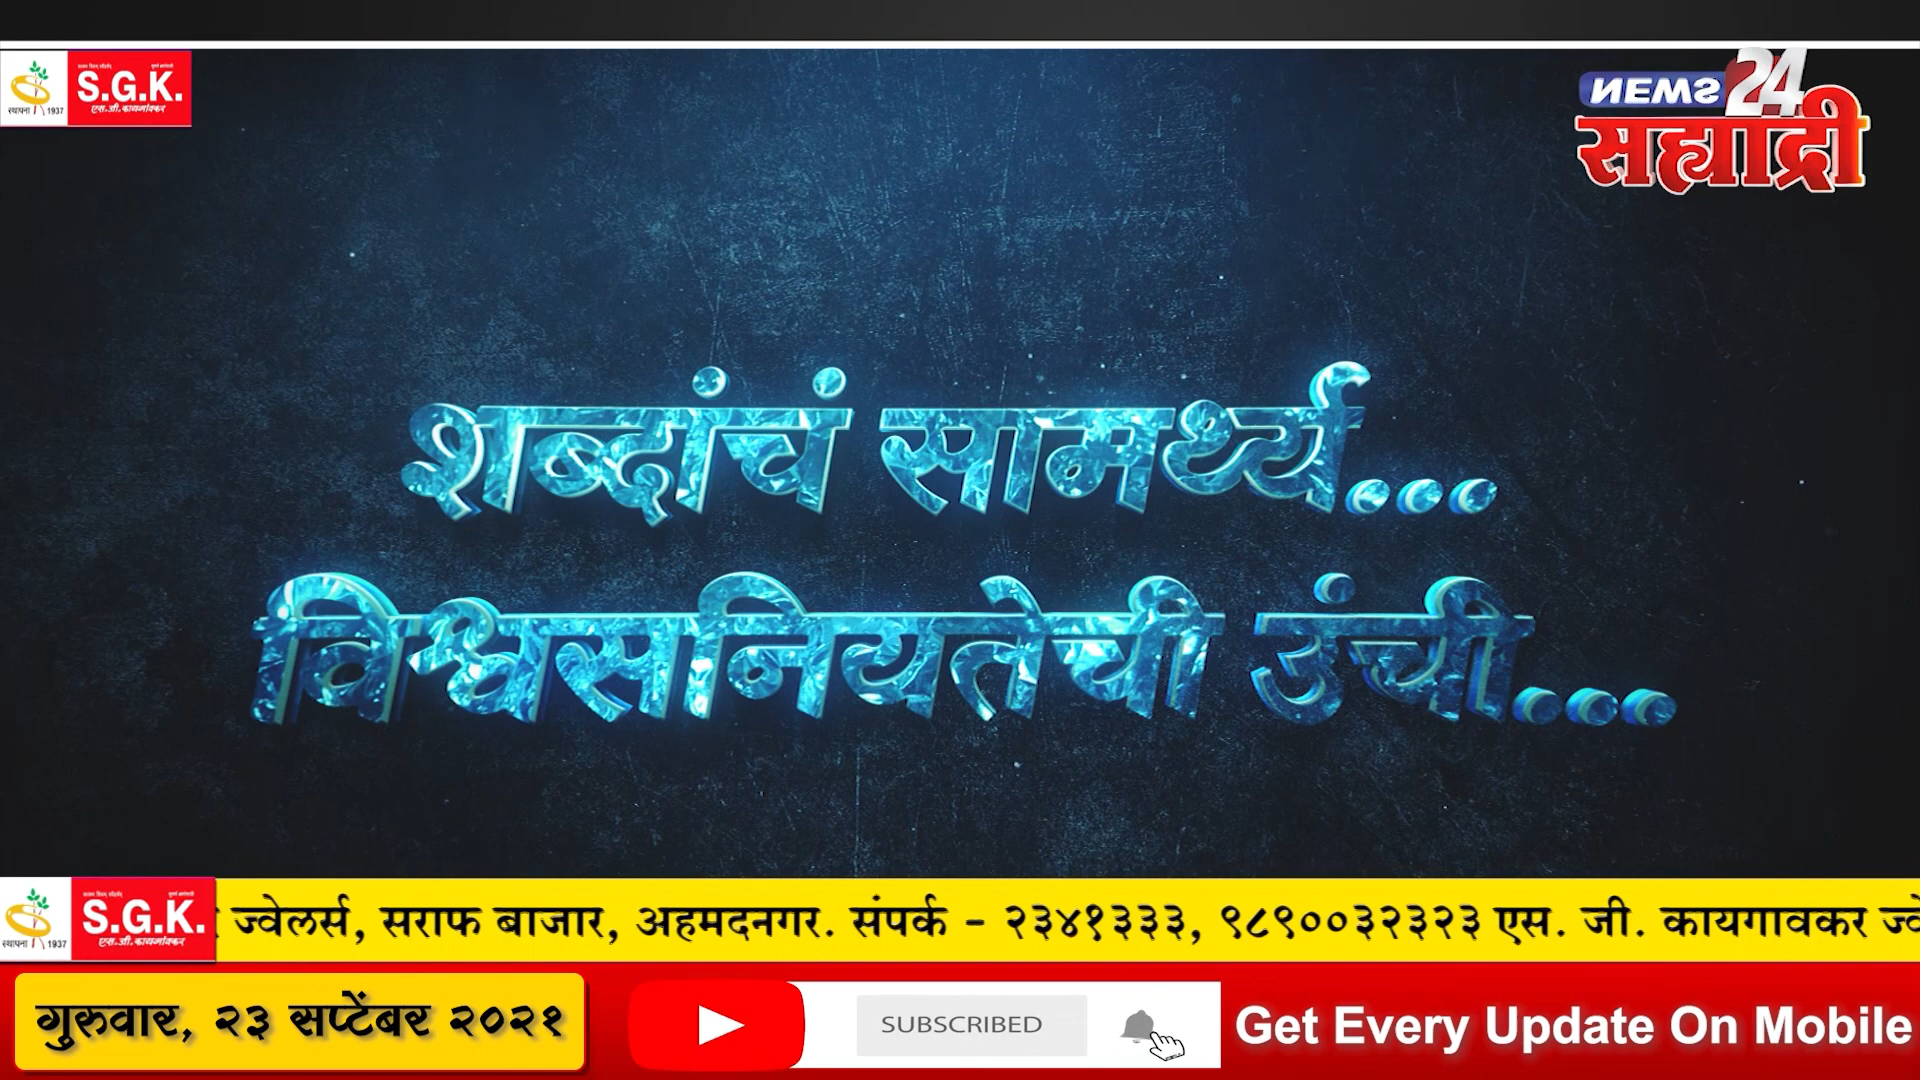 S.G.K.
एस.जी.कायगांवकर
स्थापना 1937
NEWS 24
सह्याद्री
शब्दांचं सामर्थ्य...
विश्वसनियतेची उंची...
S.G.K.
एस.जी.कायगांवकर
स्थापना 1937
ज्वेलर्स, सराफ बाजार, अहमदनगर. संपर्क - २३४१३३३, ९८९००३२३२३ एस. जी. कायगावकर ज्वे
गुरुवार, २३ सप्टेंबर २०२१
SUBSCRIBED
Get Every Update On Mobile